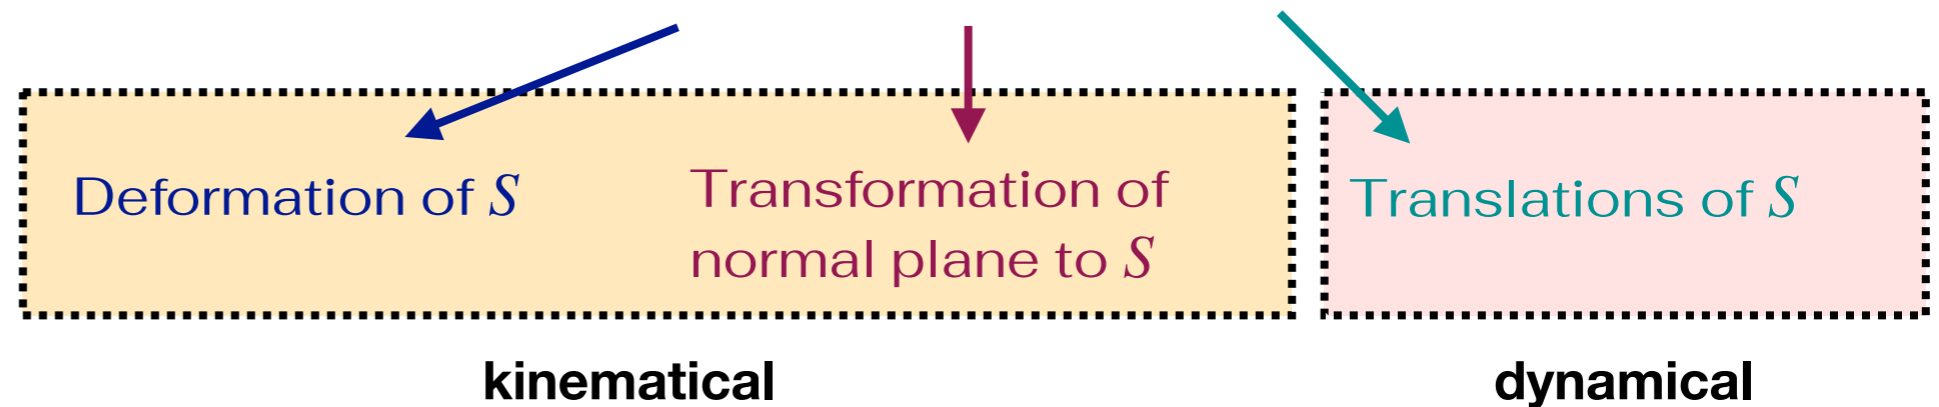 Deformation of S
Transformation of
normal plane to S
Translations of S
kinematical
dynamical